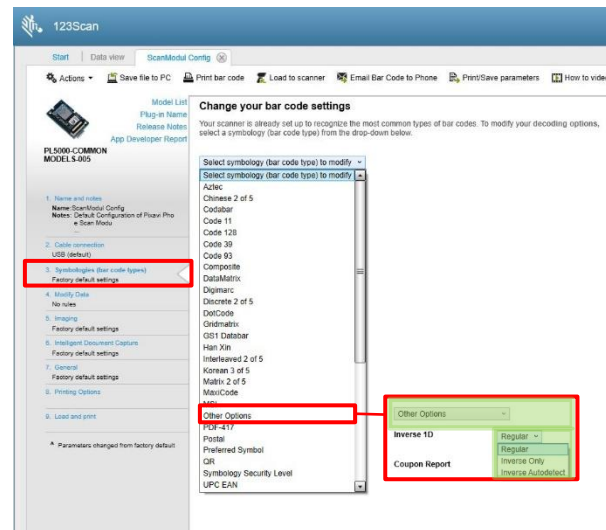 123Scan
Start | Data view ScanModul Config
Actions Save file to PC Print bar code Load to scanner Email Bar Code to Phone Print/Save parameters How to vide
Model List
Plug-in Name
Release Notes
App Developer Report
PL5000-COMMON
MODELS-005
1. Name and notes
Name: ScanModul Config
Notes: Default Configuration of Pixavi Pho
e Scan Modu
...
2. Cable connection
USB (default)
3. Symbologies (bar code types)
Factory default settings
4. Modify Data
No rules
5. Imaging
Factory default settings
6. Intelligent Document Capture
Factory default settings
7. General
Factory default settings
8. Printing Options
9. Load and print
* Parameters changed from factory default
Change your bar code settings
Your scanner is already set up to recognize the most common types of bar codes. To modify your decoding options,
select a symbology (bar code type) from the drop-down below.
Select symbology (bar code type) to modify
Select symbology (bar code type) to modify
Aztec
Chinese 2 of 5
Codabar
Code 11
Code 128
Code 39
Code 93
Composite
DataMatrix
Digimarc
Discrete 2 of 5
DotCode
Gridmatrix
GS1 Databar
Han Xin
Interleaved 2 of 5
Korean 3 of 5
Matrix 2 of 5
MaxiCode
MSI
Other Options
PDF-417
Postal
Preferred Symbol
QR
Symbology Security Level
UPC EAN
Other Options
Inverse 1D Regular
Regular
Inverse Only
Coupon Report Inverse Autodetect